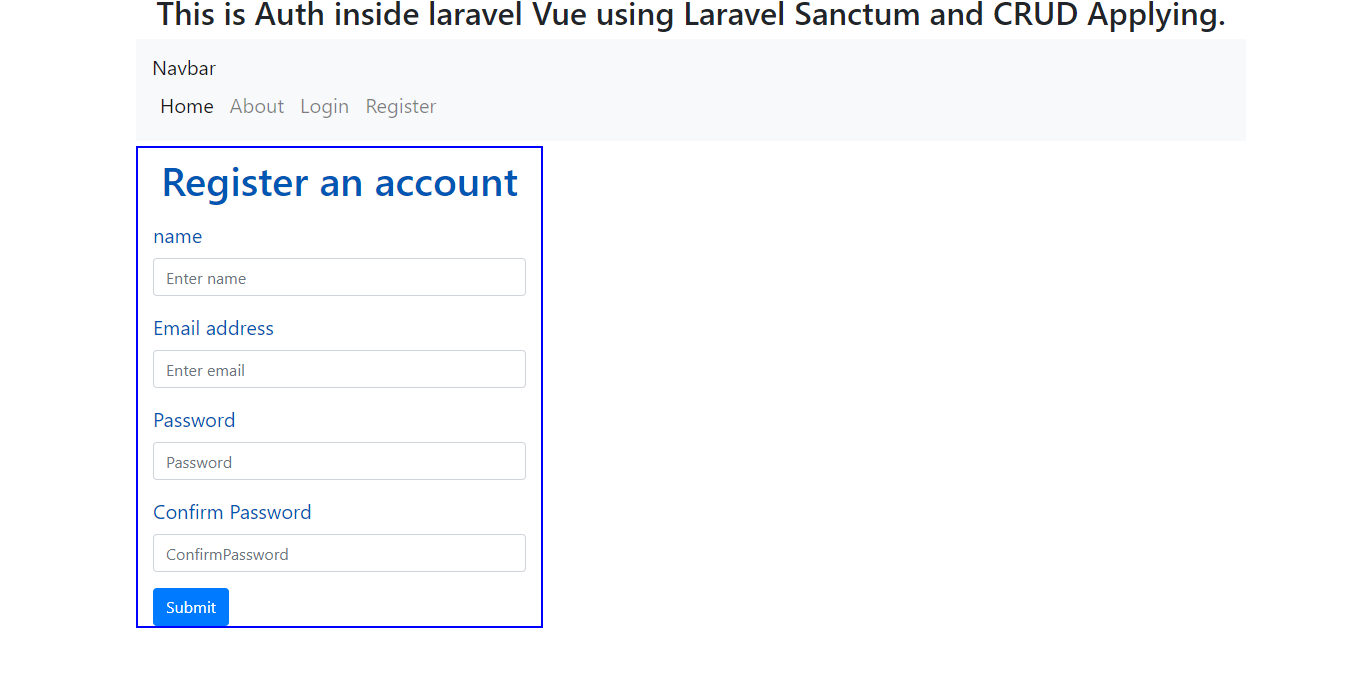 This is Auth inside laravel Vue using Laravel Sanctum and CRUD Applying.
Navbar
Home About Login Register
Register an account
name
Enter name
Email address
Enter email
Password
Password
Confirm Password
ConfirmPassword
Submit